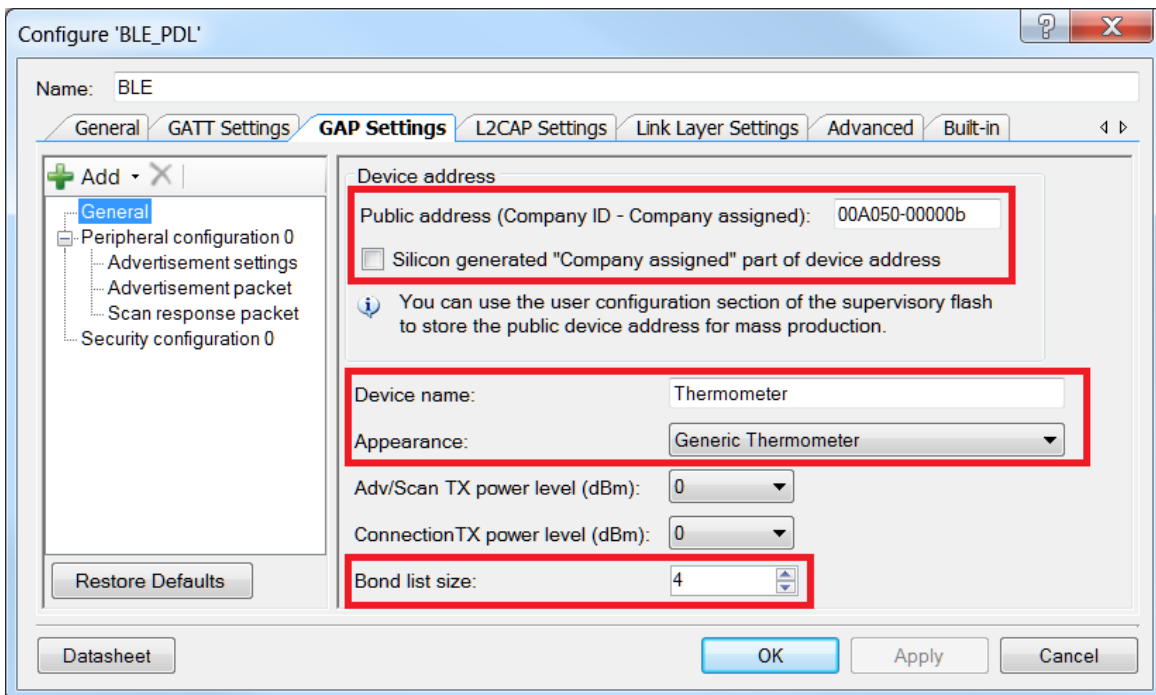 Configure 'BLE_PDL'
Name: BLE
General GATT Settings GAP Settings L2CAP Settings Link Layer Settings Advanced Built-in
Add
General
Peripheral configuration 0
Advertisement settings
Advertisement packet
Scan response packet
Security configuration 0
Restore Defaults
Device address
Public address (Company ID - Company assigned): 00A050-00000b
Silicon generated "Company assigned" part of device address
You can use the user configuration section of the supervisory flash
to store the public device address for mass production.
Device name: Thermometer
Appearance: Generic Thermometer
Adv/Scan TX power level (dBm): 0
ConnectionTX power level (dBm): 0
Bond list size: 4
Datasheet OK Apply Cancel